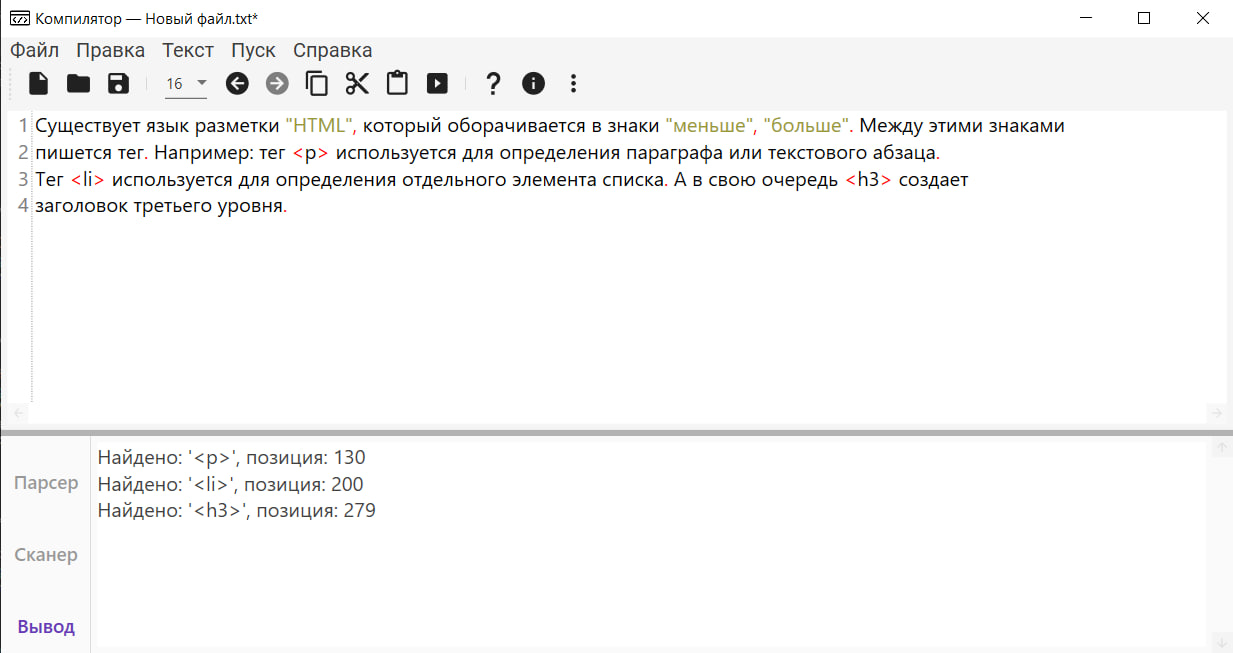 Компилятор — Новый файл.txt*
Файл Правка Текст Пуск Справка
16
1 Существует язык разметки "HTML", который оборачивается в знаки "меньше", "больше". Между этими знаками
2 пишется тег. Например: тег <p> используется для определения параграфа или текстового абзаца.
3 Тег <li> используется для определения отдельного элемента списка. А в свою очередь <h3> создает
4 заголовок третьего уровня.
Парсер
Сканер
Вывод
Найдено: '<p>', позиция: 130
Найдено: '<li>', позиция: 200
Найдено: '<h3>', позиция: 279